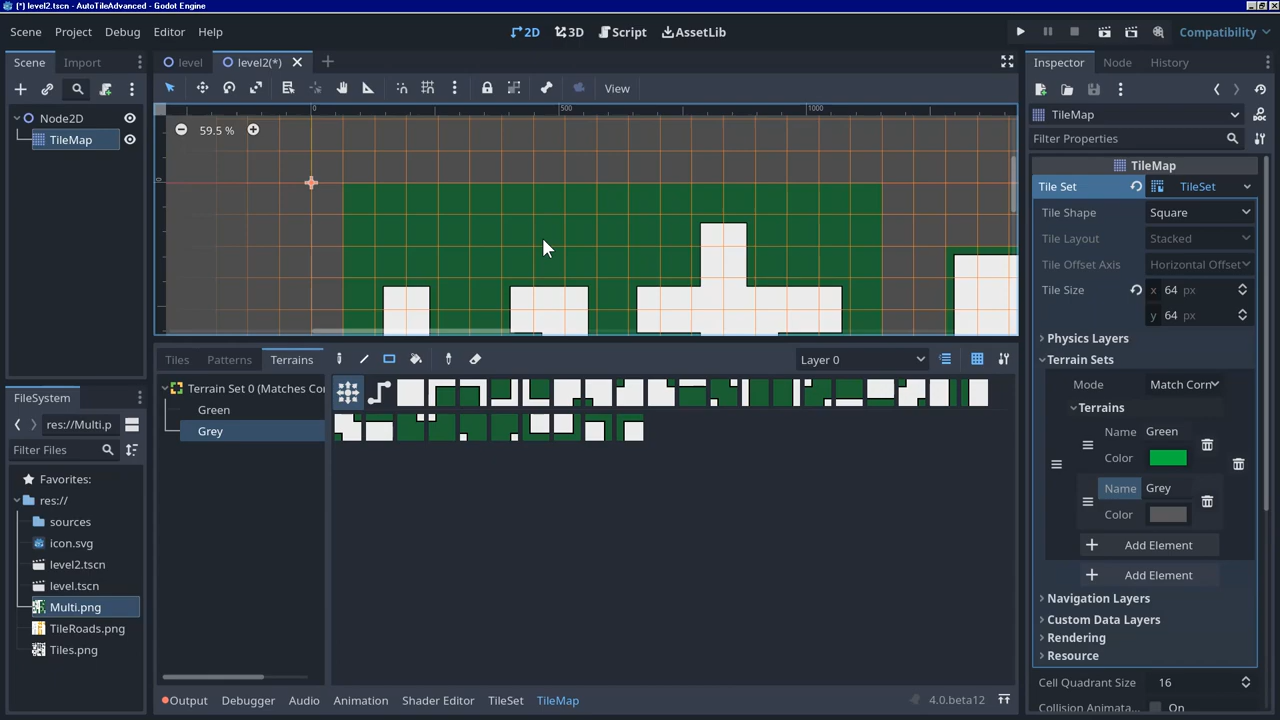 (*) level2.tscn - AutoTileAdvanced - Godot Engine
Scene Project Debug Editor Help
2D 3D Script AssetLib
Compatibility
Scene Import
level level2(*)
Inspector Node History
View
Node2D
TileMap
0 500 1000
59.5 %
0
TileMap
Filter Properties
TileMap
Tile Set TileSet
Tile Shape Square
Tile Layout Stacked
Tile Offset Axis Horizontal Offset
Tile Size x 64 px
y 64 px
Physics Layers
Terrain Sets
Mode Match Corn
Terrains
Name Green
Color
Name Grey
Color
Add Element
Add Element
Navigation Layers
Custom Data Layers
Rendering
Resource
Cell Quadrant Size 16
Collision Animata On
Tiles Patterns Terrains
Layer 0
Terrain Set 0 (Matches Cor
Green
Grey
FileSystem
res://Multi.p
Filter Files
Favorites:
res://
sources
icon.svg
level2.tscn
level.tscn
Multi.png
TileRoads.png
Tiles.png
Output Debugger Audio Animation Shader Editor TileSet TileMap
4.0.beta12